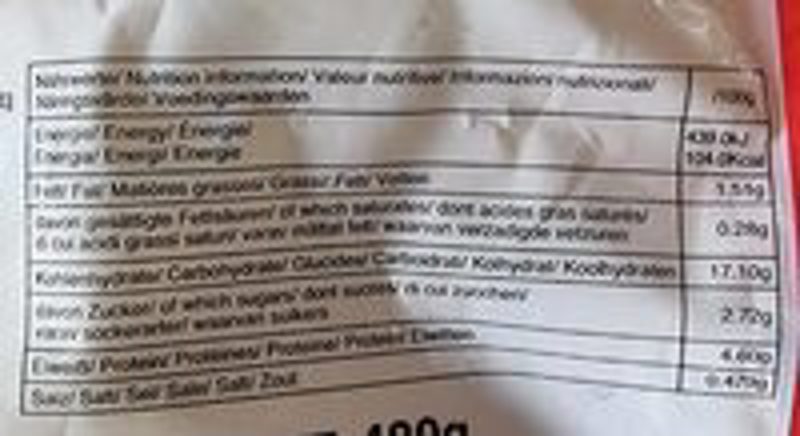 Nährwerte/ Nutrition information/ Valeur nutritive/ Informazioni nutrizionali/
Näringsvärde/ Voedingswaarden
/100g
Energie/ Energy/ Énergie/
Energia/ Energi/ Energie
439.0kJ
104.0Kcal
Fett/ Fat/ Matières grasses/ Grassi/ Fett/ Vetten
1.51g
davon gesättigte Fettsäuren/ of which saturates/ dont acides gras saturés/
di cui acidi grassi saturi/ varav mättat fett/ waarvan verzadigde vetzuren
0.28g
Kohlenhydrate/ Carbohydrate/ Glucides/ Carboidrati/ Kolhydrat/ Koolhydraten
17.10g
davon Zucker/ of which sugars/ dont sucres/ di cui zuccheri/
varav sockerarter/ waarvan suikers
2.72g
Eiweiß/ Protein/ Protéines/ Proteine/ Protein/ Eiwitten
4.60g
Salz/ Salt/ Sel/ Sale/ Salt/ Zout
0.470g